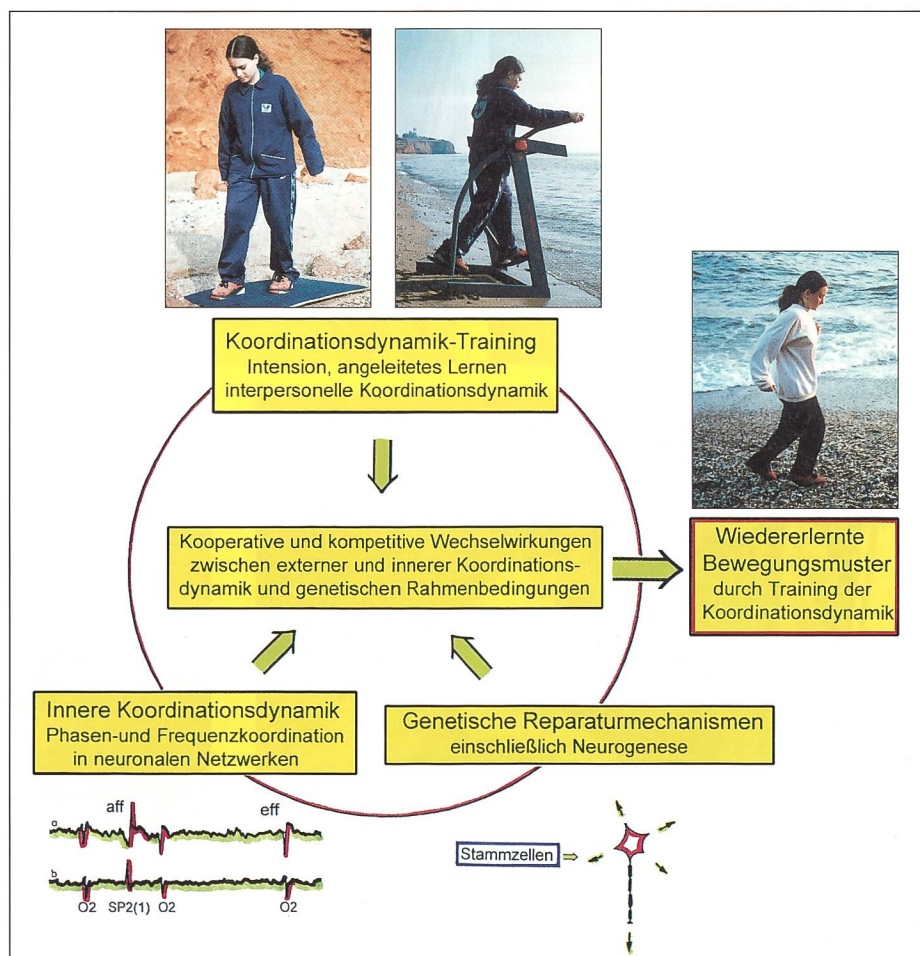 Koordinationsdynamik-Training
Intension, angeleitetes Lernen
interpersonelle Koordinationsdynamik
Kooperative und kompetitive Wechselwirkungen
zwischen externer und innerer Koordinations-
dynamik und genetischen Rahmenbedingungen
Wiedererlernte
Bewegungsmuster
durch Training der
Koordinationsdynamik
Innere Koordinationsdynamik
Phasen-und Frequenzkoordination
in neuronalen Netzwerken
Genetische Reparaturmechanismen
einschließlich Neurogenese
aff
eff
a
b
O2
SP2(1)
O2
O2
Stammzellen